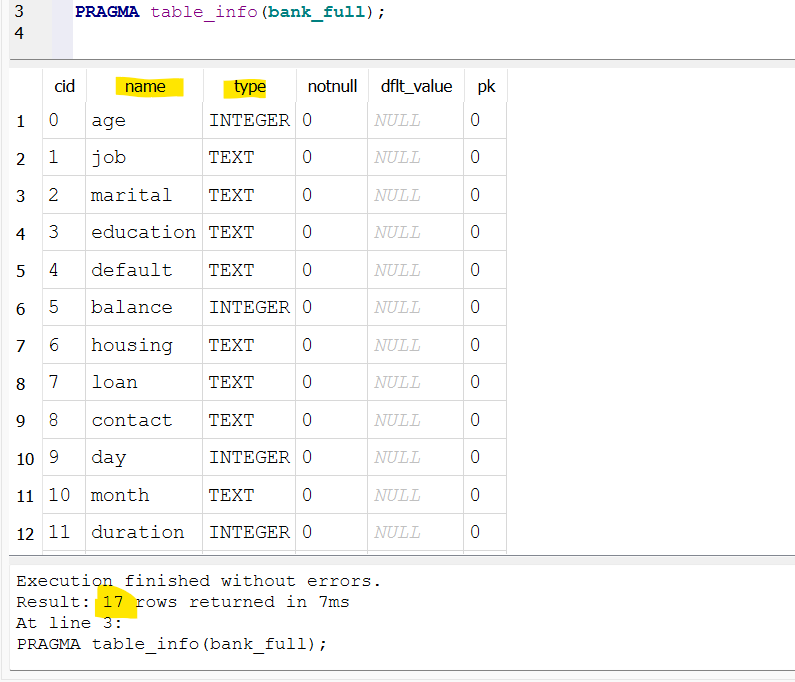 3 PRAGMA table_info(bank_full);
4
cid name type notnull dflt_value pk
1 0 age INTEGER 0 NULL 0
2 1 job TEXT 0 NULL 0
3 2 marital TEXT 0 NULL 0
4 3 education TEXT 0 NULL 0
5 4 default TEXT 0 NULL 0
6 5 balance INTEGER 0 NULL 0
7 6 housing TEXT 0 NULL 0
8 7 loan TEXT 0 NULL 0
9 8 contact TEXT 0 NULL 0
10 9 day INTEGER 0 NULL 0
11 10 month TEXT 0 NULL 0
12 11 duration INTEGER 0 NULL 0
Execution finished without errors.
Result: 17 rows returned in 7ms
At line 3:
PRAGMA table_info(bank_full);